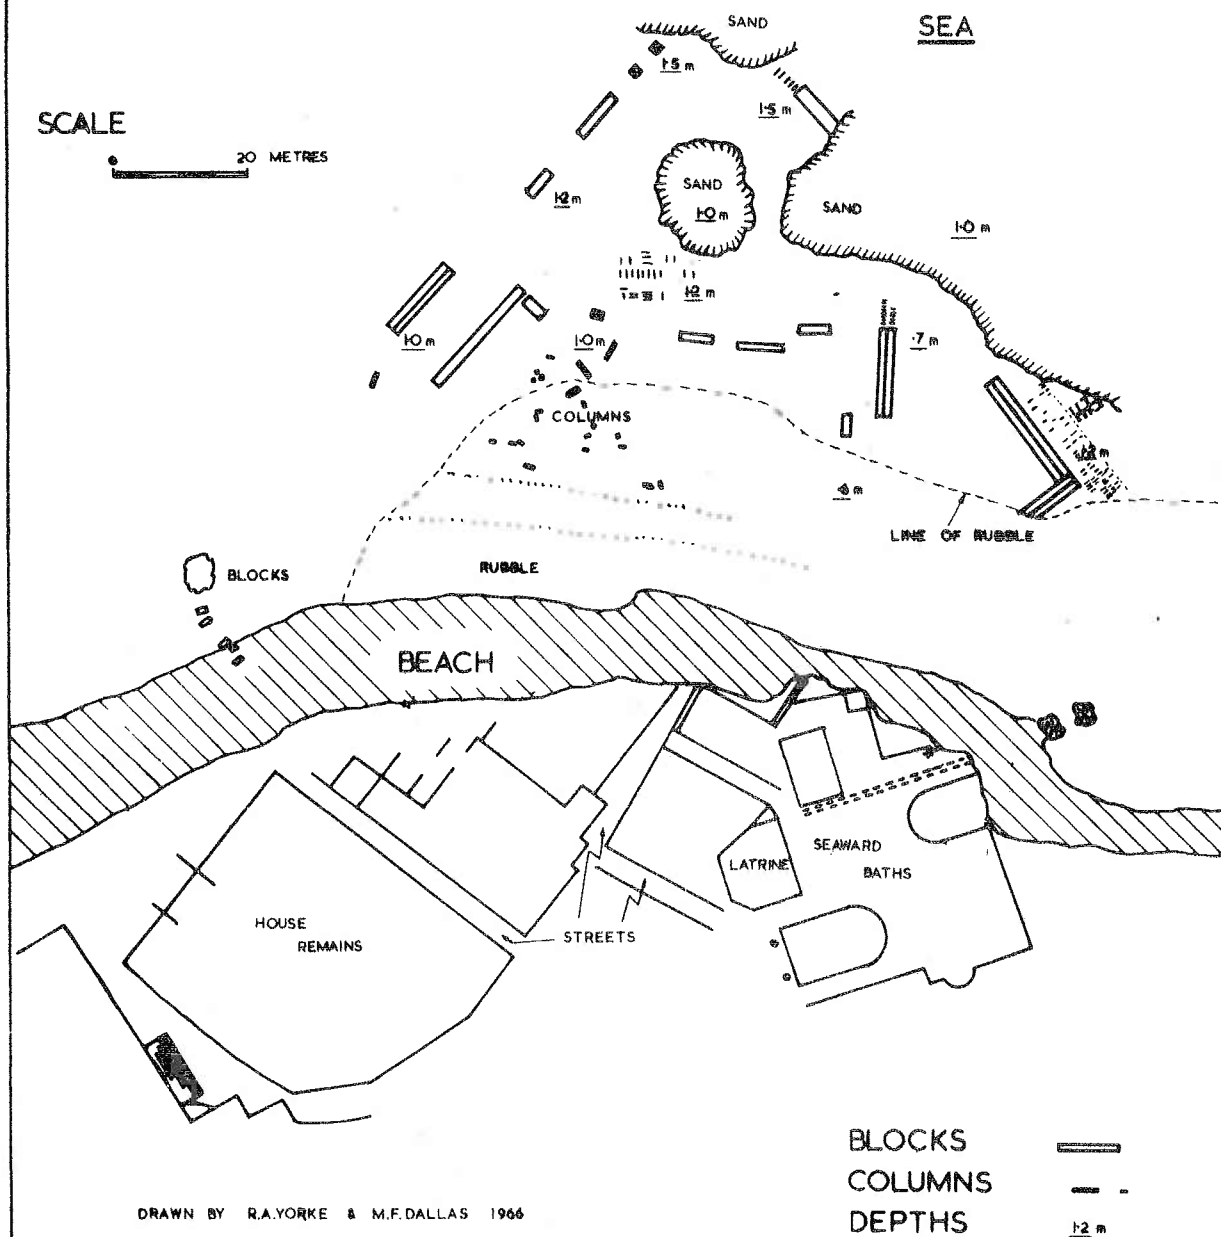 SAND
SEA
1·5 m
SCALE
1·5 m
0 20 METRES
SAND
1·0 m
1·2 m
SAND
1·0 m
1·2 m
1·0 m
1·0 m
·7 m
COLUMNS
LINE OF RUBBLE
BLOCKS
RUBBLE
BEACH
LATRINE
SEAWARD
BATHS
HOUSE
REMAINS
STREETS
BLOCKS
COLUMNS
DEPTHS 1·2 m
DRAWN BY R.A.YORKE & M.F.DALLAS 1966